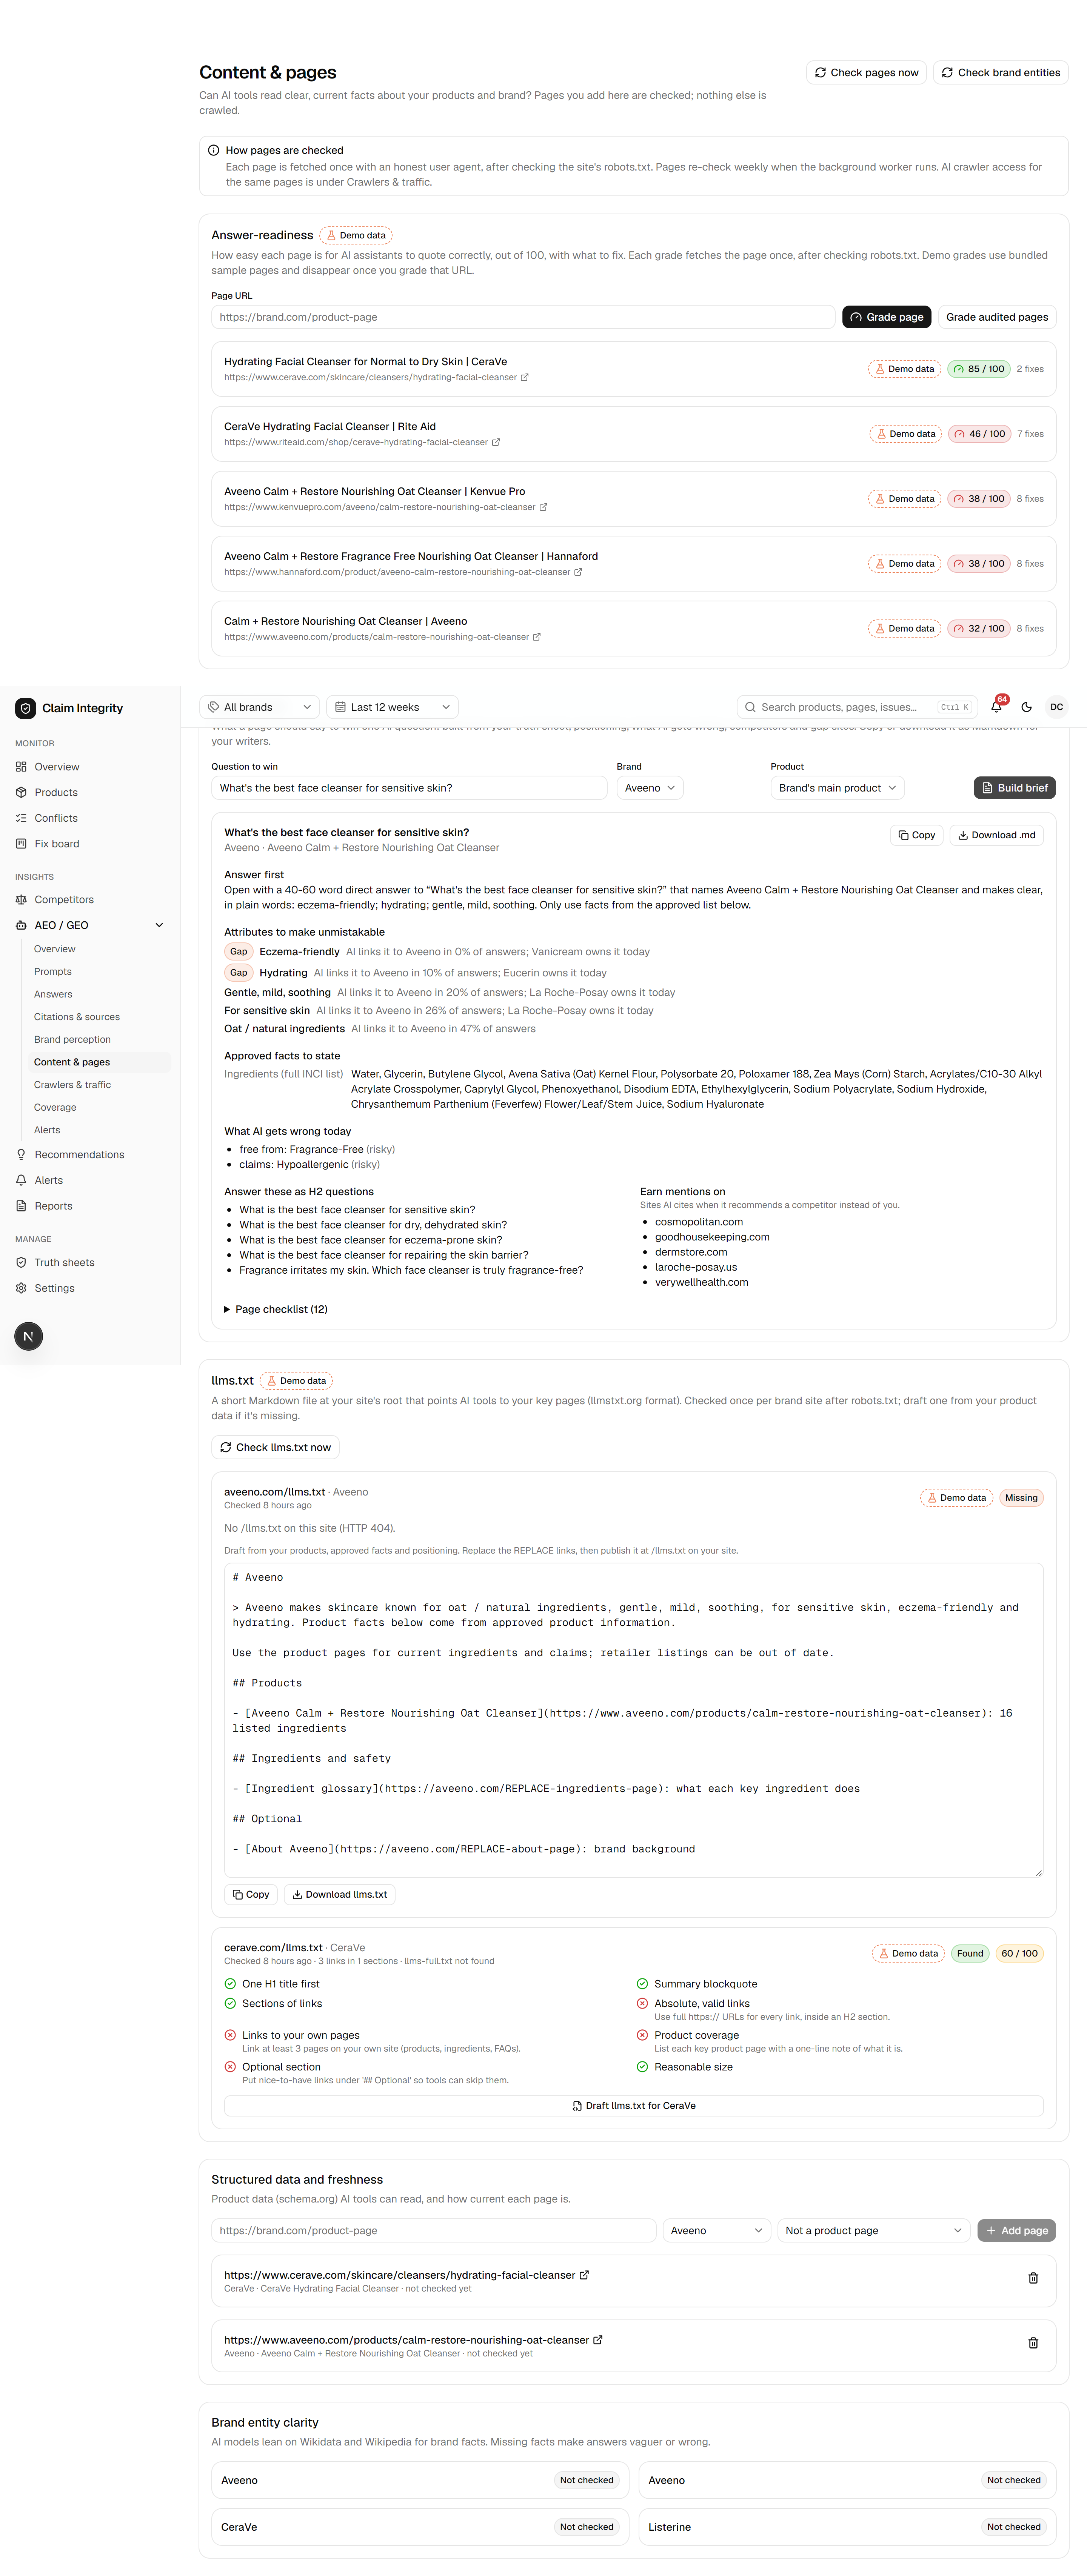 Content & pages
Check pages now
Check brand entities
Can AI tools read clear, current facts about your products and brand? Pages you add here are checked; nothing else is
crawled.
How pages are checked
Each page is fetched once with an honest user agent, after checking the site's robots.txt. Pages re-check weekly when the background worker runs. AI crawler access for
the same pages is under Crawlers & traffic.
Answer-readiness
Demo data
How easy each page is for AI assistants to quote correctly, out of 100, with what to fix. Each grade fetches the page once, after checking robots.txt. Demo grades use bundled
sample pages and disappear once you grade that URL.
Page URL
https://brand.com/product-page
Grade page
Grade audited pages
Hydrating Facial Cleanser for Normal to Dry Skin | CeraVe
https://www.cerave.com/skincare/cleansers/hydrating-facial-cleanser
Demo data
85 / 100
2 fixes
CeraVe Hydrating Facial Cleanser | Rite Aid
https://www.riteaid.com/shop/cerave-hydrating-facial-cleanser
Demo data
46 / 100
7 fixes
Aveeno Calm + Restore Nourishing Oat Cleanser | Kenvue Pro
https://www.kenvuepro.com/aveeno/calm-restore-nourishing-oat-cleanser
Demo data
38 / 100
8 fixes
Aveeno Calm + Restore Fragrance Free Nourishing Oat Cleanser | Hannaford
https://www.hannaford.com/product/aveeno-calm-restore-nourishing-oat-cleanser
Demo data
38 / 100
8 fixes
Calm + Restore Nourishing Oat Cleanser | Aveeno
https://www.aveeno.com/products/calm-restore-nourishing-oat-cleanser
Demo data
32 / 100
8 fixes
Claim Integrity
MONITOR
Overview
Products
Conflicts
Fix board
INSIGHTS
Competitors
AEO / GEO
Overview
Prompts
Answers
Citations & sources
Brand perception
Content & pages
Crawlers & traffic
Coverage
Alerts
Recommendations
Alerts
Reports
MANAGE
Truth sheets
Settings
N
All brands
Last 12 weeks
Search products, pages, issues...
Ctrl K
64
DC
your writers.
Question to win
Brand
Product
What's the best face cleanser for sensitive skin?
Aveeno
Brand's main product
Build brief
What's the best face cleanser for sensitive skin?
Aveeno · Aveeno Calm + Restore Nourishing Oat Cleanser
Copy
Download .md
Answer first
Open with a 40-60 word direct answer to “What's the best face cleanser for sensitive skin?” that names Aveeno Calm + Restore Nourishing Oat Cleanser and makes clear,
in plain words: eczema-friendly; hydrating; gentle, mild, soothing. Only use facts from the approved list below.
Attributes to make unmistakable
Gap Eczema-friendly AI links it to Aveeno in 0% of answers; Vanicream owns it today
Gap Hydrating AI links it to Aveeno in 10% of answers; Eucerin owns it today
Gentle, mild, soothing AI links it to Aveeno in 20% of answers; La Roche-Posay owns it today
For sensitive skin AI links it to Aveeno in 26% of answers; La Roche-Posay owns it today
Oat / natural ingredients AI links it to Aveeno in 47% of answers
Approved facts to state
Ingredients (full INCI list) Water, Glycerin, Butylene Glycol, Avena Sativa (Oat) Kernel Flour, Polysorbate 20, Poloxamer 188, Zea Mays (Corn) Starch, Acrylates/C10-30 Alkyl
Acrylate Crosspolymer, Caprylyl Glycol, Phenoxyethanol, Disodium EDTA, Ethylhexylglycerin, Sodium Polyacrylate, Sodium Hydroxide,
Chrysanthemum Parthenium (Feverfew) Flower/Leaf/Stem Juice, Sodium Hyaluronate
What AI gets wrong today
• free from: Fragrance-Free (risky)
• claims: Hypoallergenic (risky)
Answer these as H2 questions
• What is the best face cleanser for sensitive skin?
• What is the best face cleanser for dry, dehydrated skin?
• What is the best face cleanser for eczema-prone skin?
• What is the best face cleanser for repairing the skin barrier?
• Fragrance irritates my skin. Which face cleanser is truly fragrance-free?
Earn mentions on
Sites AI cites when it recommends a competitor instead of you.
• cosmopolitan.com
• goodhousekeeping.com
• dermstore.com
• laroche-posay.us
• verywellhealth.com
Page checklist (12)
llms.txt
Demo data
A short Markdown file at your site's root that points AI tools to your key pages (llmstxt.org format). Checked once per brand site after robots.txt; draft one from your product
data if it's missing.
Check llms.txt now
aveeno.com/llms.txt · Aveeno
Checked 8 hours ago
Demo data
Missing
No /llms.txt on this site (HTTP 404).
Draft from your products, approved facts and positioning. Replace the REPLACE links, then publish it at /llms.txt on your site.
# Aveeno
> Aveeno makes skincare known for oat / natural ingredients, gentle, mild, soothing, for sensitive skin, eczema-friendly and
hydrating. Product facts below come from approved product information.
Use the product pages for current ingredients and claims; retailer listings can be out of date.
## Products
- [Aveeno Calm + Restore Nourishing Oat Cleanser](https://www.aveeno.com/products/calm-restore-nourishing-oat-cleanser): 16
listed ingredients
## Ingredients and safety
- [Ingredient glossary](https://aveeno.com/REPLACE-ingredients-page): what each key ingredient does
## Optional
- [About Aveeno](https://aveeno.com/REPLACE-about-page): brand background
Copy
Download llms.txt
cerave.com/llms.txt · CeraVe
Checked 8 hours ago · 3 links in 1 sections · llms-full.txt not found
Demo data
Found
60 / 100
One H1 title first
Summary blockquote
Sections of links
Absolute, valid links
Use full https:// URLs for every link, inside an H2 section.
Links to your own pages
Link at least 3 pages on your own site (products, ingredients, FAQs).
Product coverage
List each key product page with a one-line note of what it is.
Optional section
Put nice-to-have links under '## Optional' so tools can skip them.
Reasonable size
Draft llms.txt for CeraVe
Structured data and freshness
Product data (schema.org) AI tools can read, and how current each page is.
https://brand.com/product-page
Aveeno
Not a product page
Add page
https://www.cerave.com/skincare/cleansers/hydrating-facial-cleanser
CeraVe · CeraVe Hydrating Facial Cleanser · not checked yet
https://www.aveeno.com/products/calm-restore-nourishing-oat-cleanser
Aveeno · Aveeno Calm + Restore Nourishing Oat Cleanser · not checked yet
Brand entity clarity
AI models lean on Wikidata and Wikipedia for brand facts. Missing facts make answers vaguer or wrong.
Aveeno
Not checked
Aveeno
Not checked
CeraVe
Not checked
Listerine
Not checked